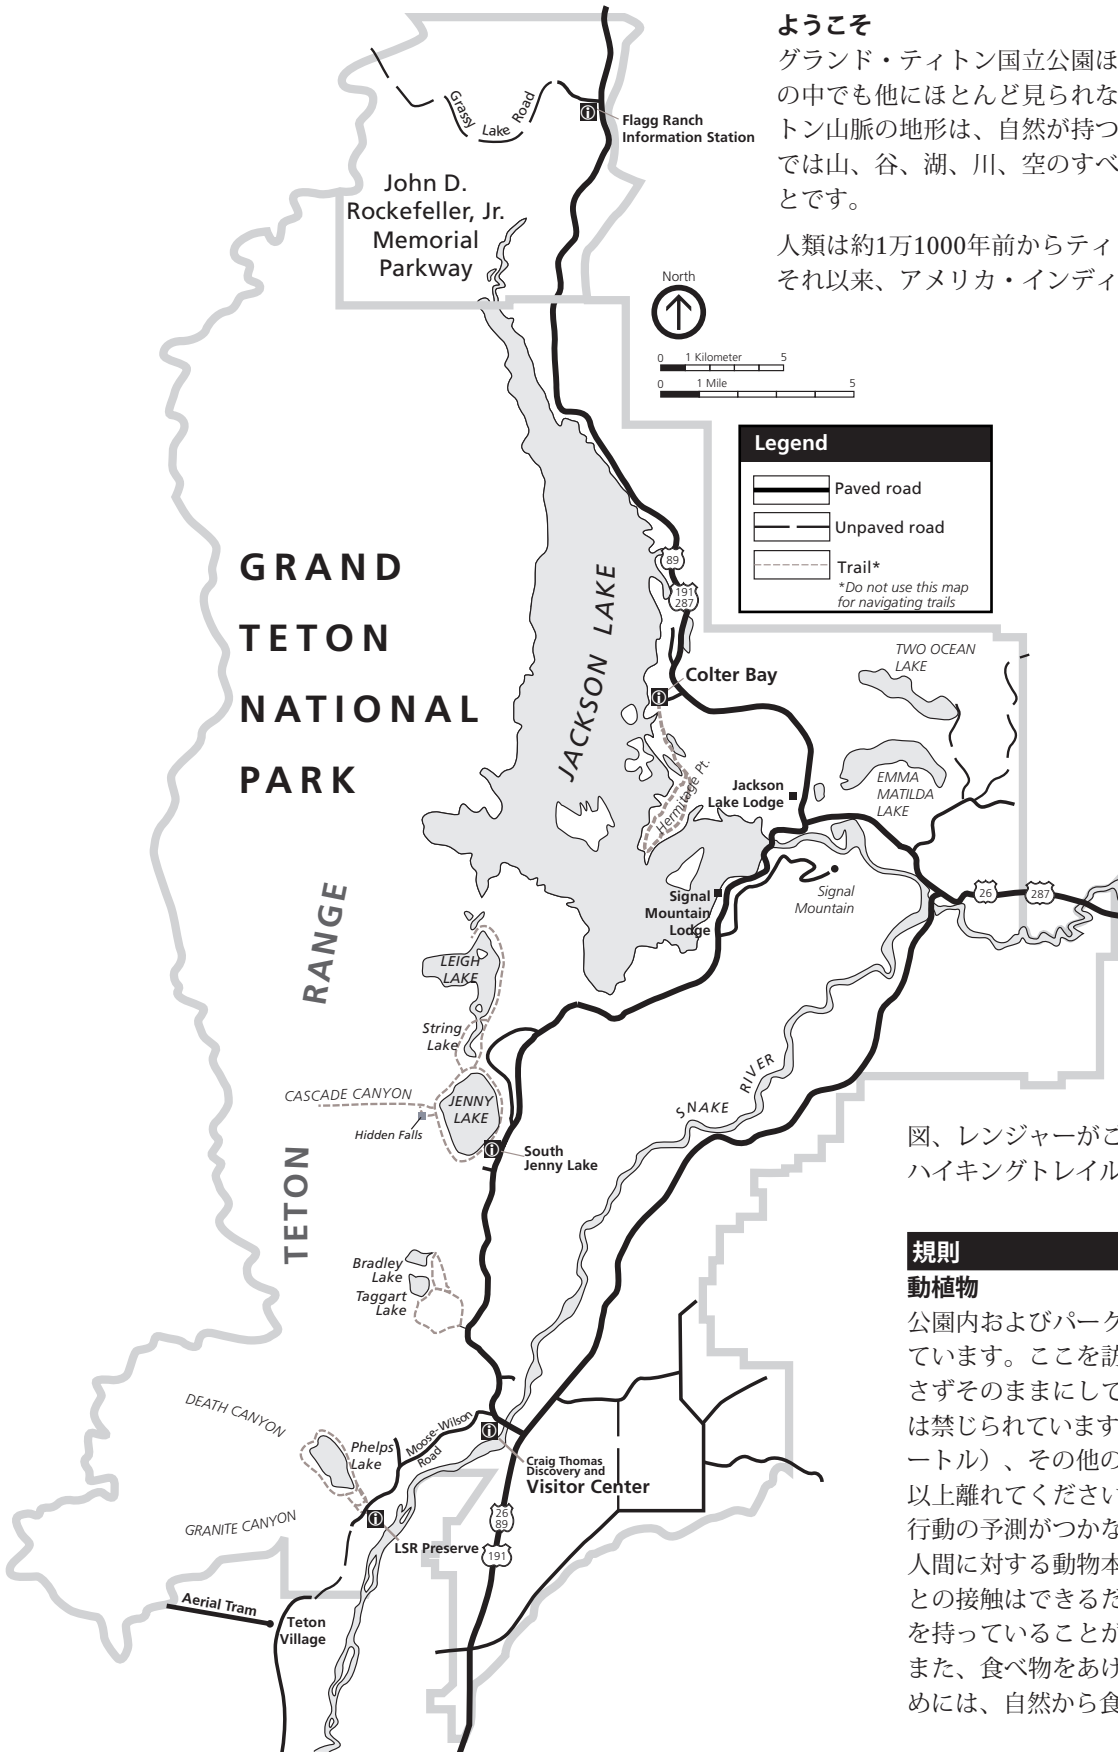 ようこそ
グランド・ティトン国立公園ほ
の中でも他にほとんど見られな
トン山脈の地形は、自然が持つ
では山、谷、湖、川、空のすべ
とです。
人類は約1万1000年前からティ
それ以来、アメリカ・インディ
Grassy
Lake
Road
Flagg Ranch
Information Station
John D.
Rockefeller, Jr.
Memorial
Parkway
North
0 1 Kilometer 5
0 1 Mile 5
Legend
Paved road
Unpaved road
Trail*
*Do not use this map
for navigating trails
GRAND
TETON
NATIONAL
PARK
89
191
287
JACKSON LAKE
Colter Bay
TWO OCEAN
LAKE
Hermitage Pt.
Jackson
Lake Lodge
EMMA
MATILDA
LAKE
Signal
Mountain
Lodge
Signal
Mountain
26
287
TETON RANGE
LEIGH
LAKE
String
Lake
CASCADE CANYON
JENNY
LAKE
Hidden Falls
South
Jenny Lake
SNAKE RIVER
Bradley
Lake
Taggart
Lake
DEATH CANYON
Phelps
Lake
Moose-Wilson
Road
Craig Thomas
Discovery and
Visitor Center
26
89
191
GRANITE CANYON
LSR Preserve
Aerial Tram
Teton
Village
図、レンジャーがこ
ハイキングトレイル
規則
動植物
公園内およびパーク
ています。ここを訪
さずそのままにして
は禁じられています
ートル）、その他の
以上離れてください
行動の予測がつかな
人間に対する動物本
との接触はできるだ
を持っていることが
また、食べ物をあけ
めには、自然から食